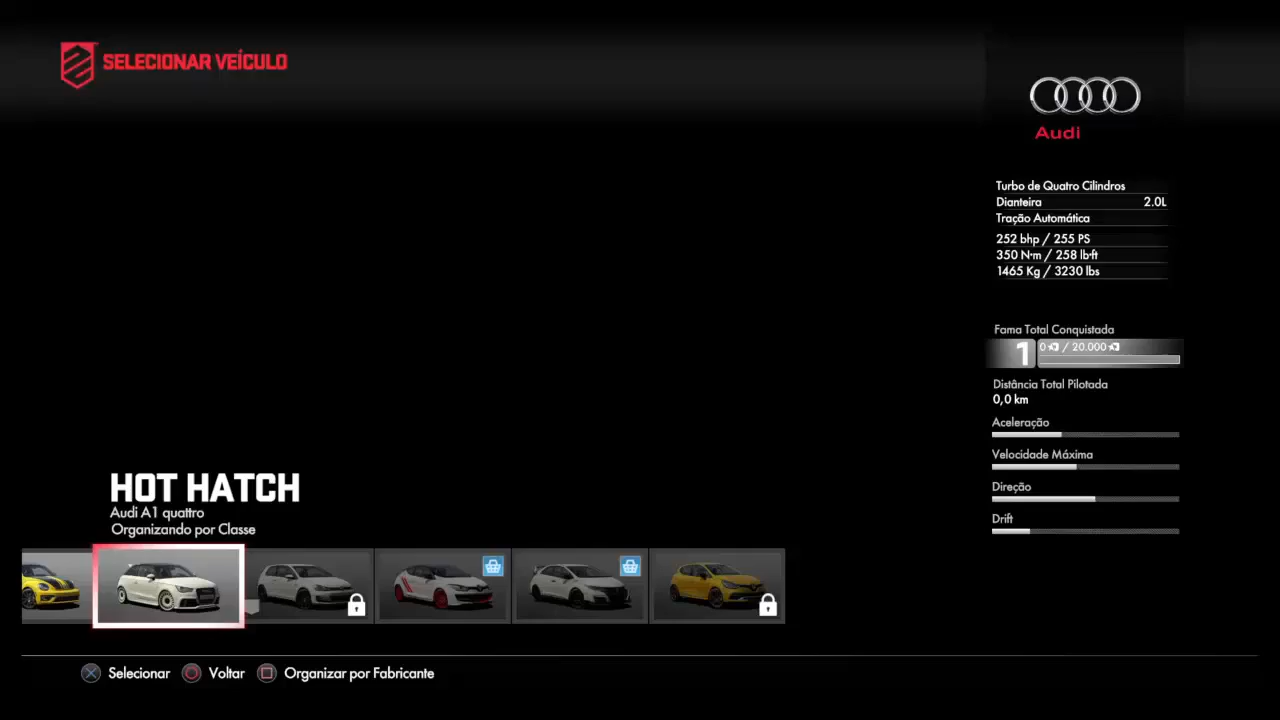 SELECIONAR VEÍCULO
Audi
Turbo de Quatro Cilindros
Dianteira 2.0L
Tração Automática
252 bhp / 255 PS
350 N·m / 258 lb-ft
1465 Kg / 3230 lbs
Fama Total Conquistada
1 0 / 20.000
Distância Total Pilotada
0,0 km
Aceleração
Velocidade Máxima
Direção
Drift
HOT HATCH
Audi A1 quattro
Organizando por Classe
Selecionar Voltar Organizar por Fabricante